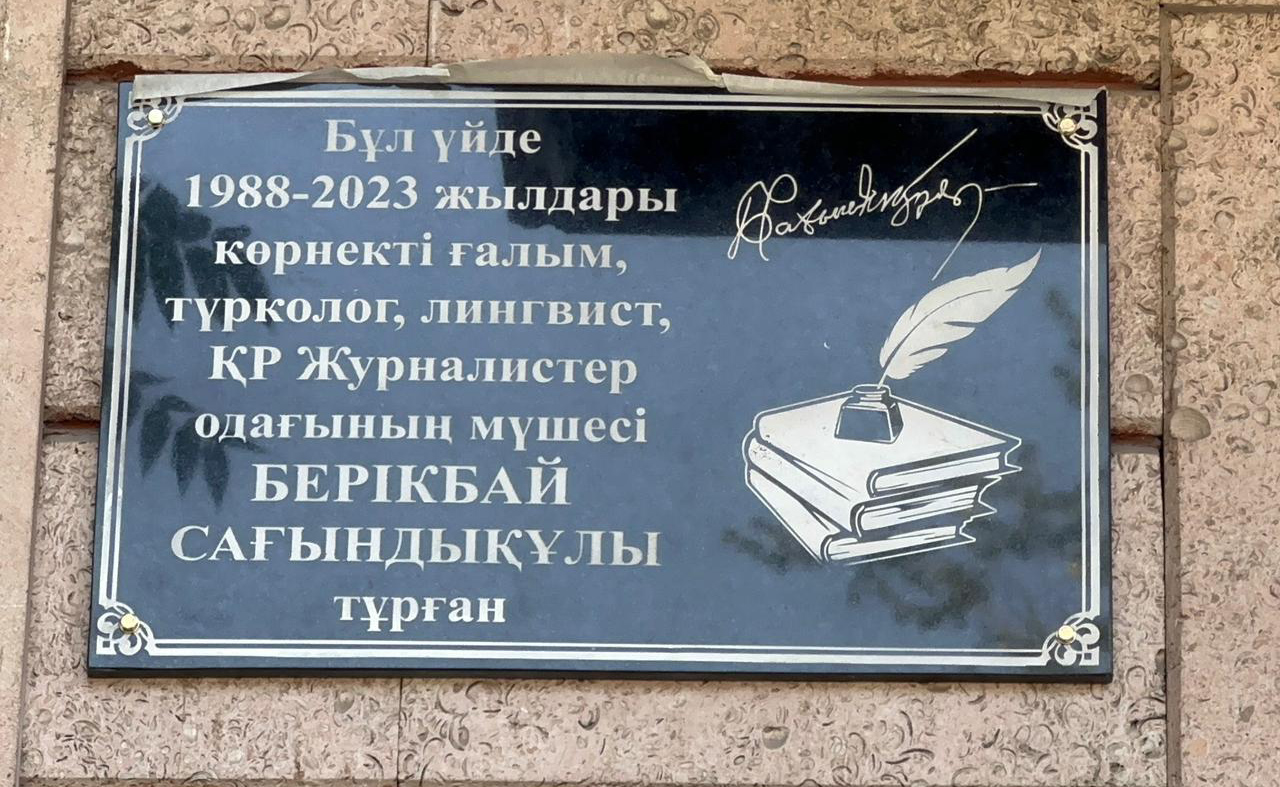 Бұл үйде
1988-2023 жылдары
көрнекті ғалым,
түрколог, лингвист,
ҚР Журналистер
одағының мүшесі
БЕРІКБАЙ
САҒЫНДЫҚҰЛЫ
тұрған